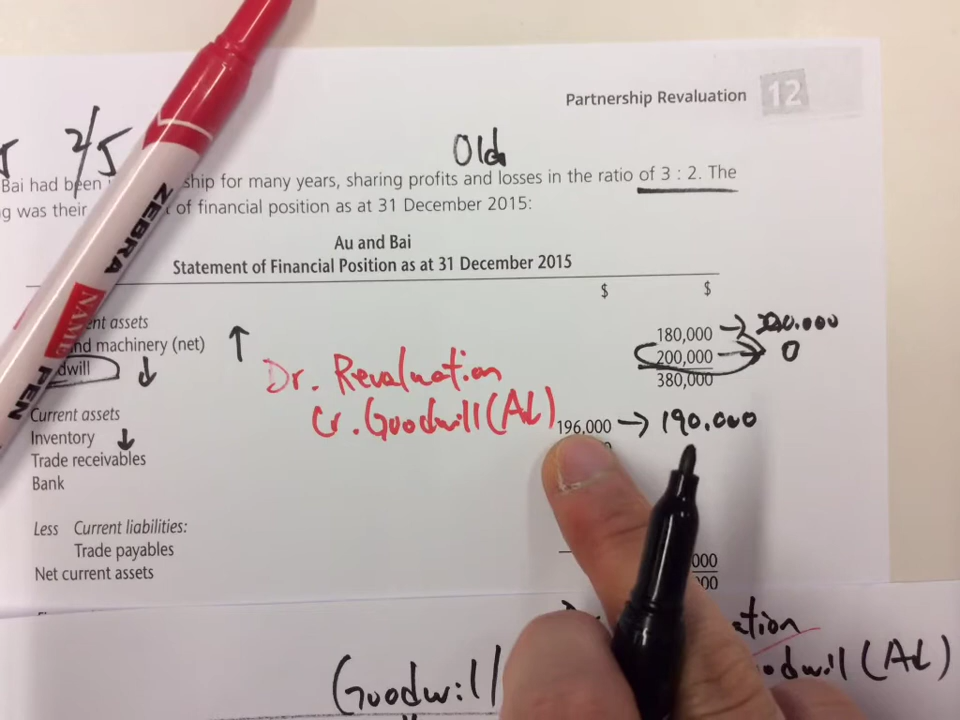 Partnership Revaluation 12
2/5
Old
Bai had been ship for many years, sharing profits and losses in the ratio of 3 : 2. The
g was their of financial position as at 31 December 2015:
Au and Bai
Statement of Financial Position as at 31 December 2015
$ $
ent assets
nd machinery (net) ↑ 180,000 →
dwill ↓ 200,000 → 0
380,000
Dr. Revaluation
Cr. Goodwill (AL)
Current assets
Inventory ↓ 196,000 → 190,000
Trade receivables
Bank
Less Current liabilities:
Trade payables 000
Net current assets 00
ation
Goodwill
oodwill (AL)
ZEBRA
NAME PEN